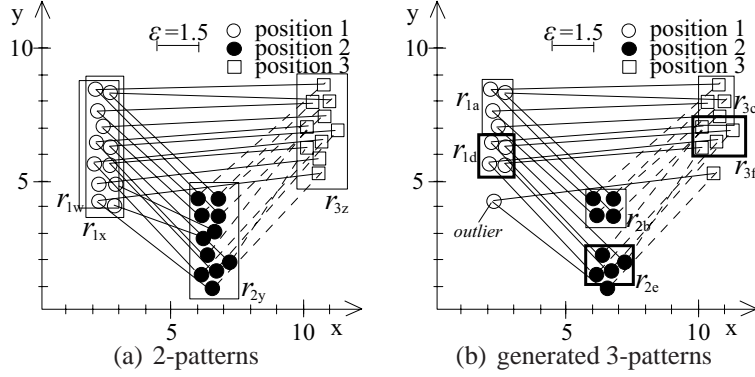 y
ε=1.5
position 1
position 2
position 3
10
5
r1w
r1x
r2y
r3z
5
10
x
(a) 2-patterns
y
ε=1.5
position 1
position 2
position 3
10
5
r1a
r1d
r3c
r3f
outlier
r2b
r2e
5
10
x
(b) generated 3-patterns